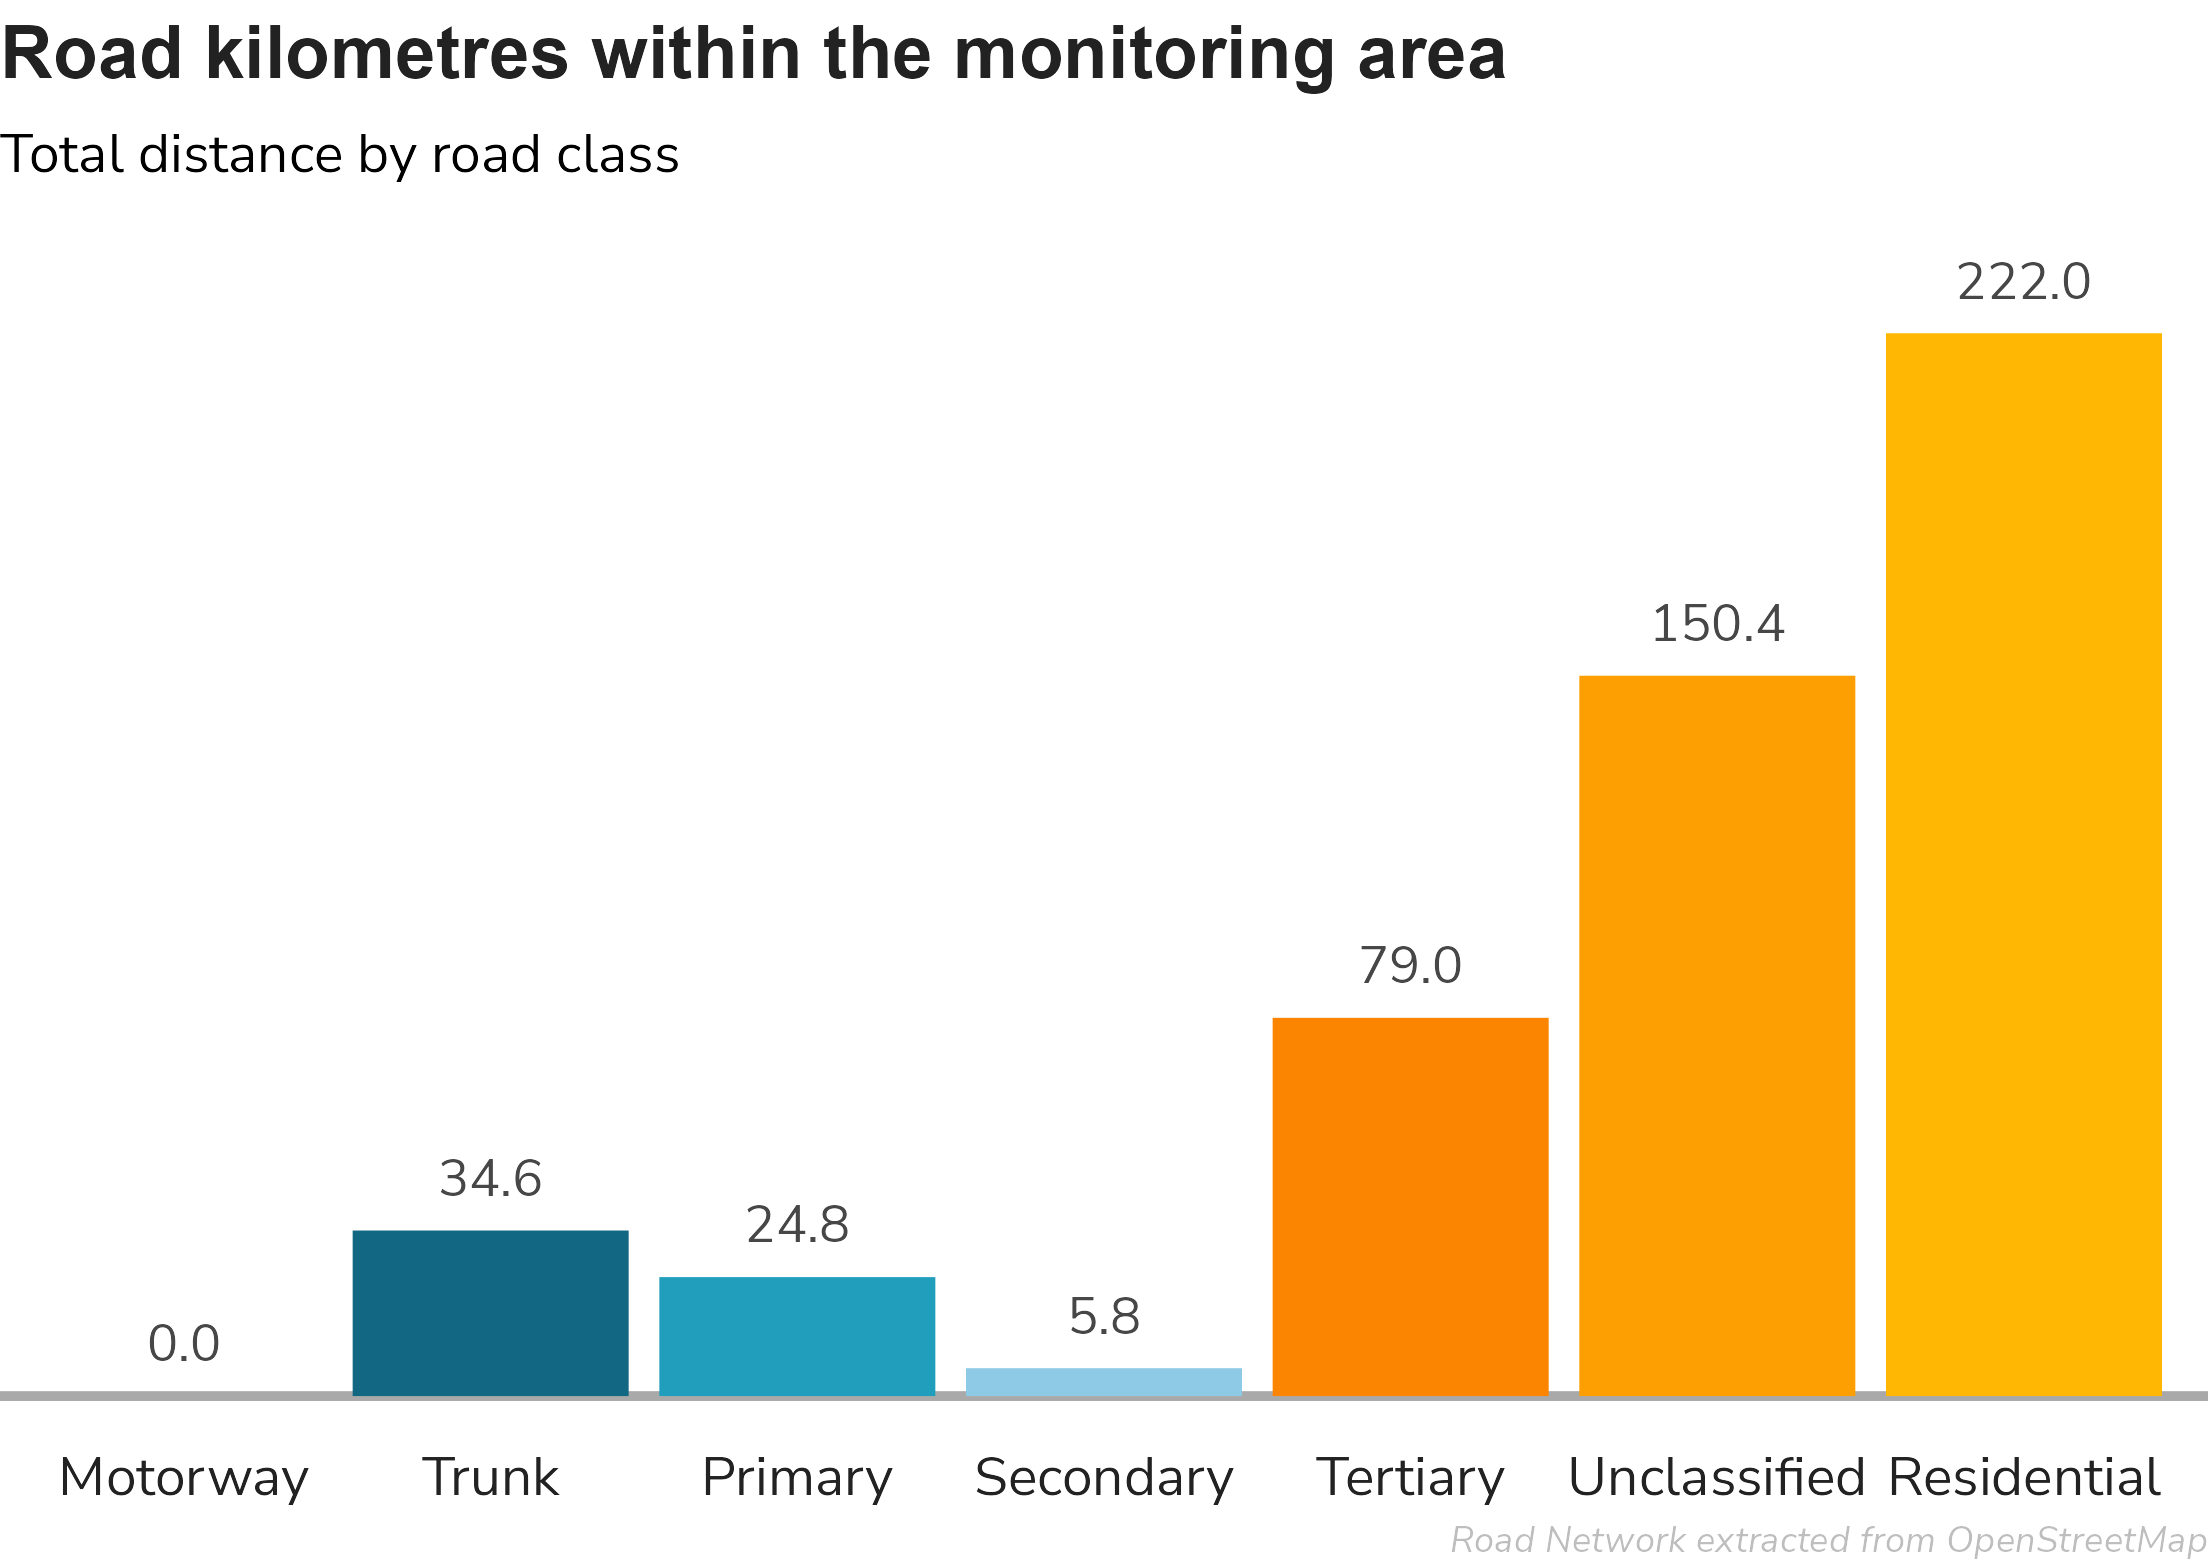 Road kilometres within the monitoring area
Total distance by road class
222.0
150.4
79.0
34.6
24.8
5.8
0.0
Motorway Trunk Primary Secondary Tertiary Unclassified Residential
Road Network extracted from OpenStreetMap